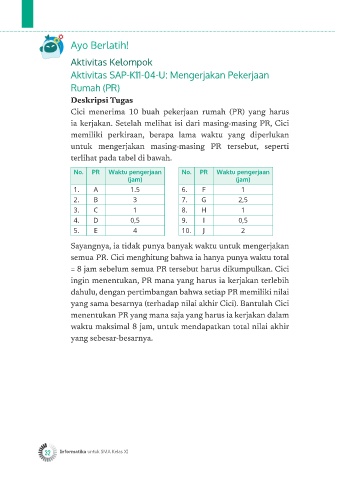 Ayo Berlatih!
Aktivitas Kelompok
Aktivitas SAP-K11-04-U: Mengerjakan Pekerjaan
Rumah (PR)
Deskripsi Tugas
Cici menerima 10 buah pekerjaan rumah (PR) yang harus
ia kerjakan. Setelah melihat isi dari masing-masing PR, Cici
memiliki perkiraan, berapa lama waktu yang diperlukan
untuk mengerjakan masing-masing PR tersebut, seperti
terlihat pada tabel di bawah.
No. PR Waktu pengerjaan (jam) No. PR Waktu pengerjaan (jam)
1. A 1.5 6. F 1
2. B 3 7. G 2,5
3. C 1 8. H 1
4. D 0,5 9. I 0,5
5. E 4 10. J 2
Sayangnya, ia tidak punya banyak waktu untuk mengerjakan
semua PR. Cici menghitung bahwa ia hanya punya waktu total
= 8 jam sebelum semua PR tersebut harus dikumpulkan. Cici
ingin menentukan, PR mana yang harus ia kerjakan terlebih
dahulu, dengan pertimbangan bahwa setiap PR memiliki nilai
yang sama besarnya (terhadap nilai akhir Cici). Bantulah Cici
menentukan PR yang mana saja yang harus ia kerjakan dalam
waktu maksimal 8 jam, untuk mendapatkan total nilai akhir
yang sebesar-besarnya.
32 Informatika untuk SMA Kelas XI